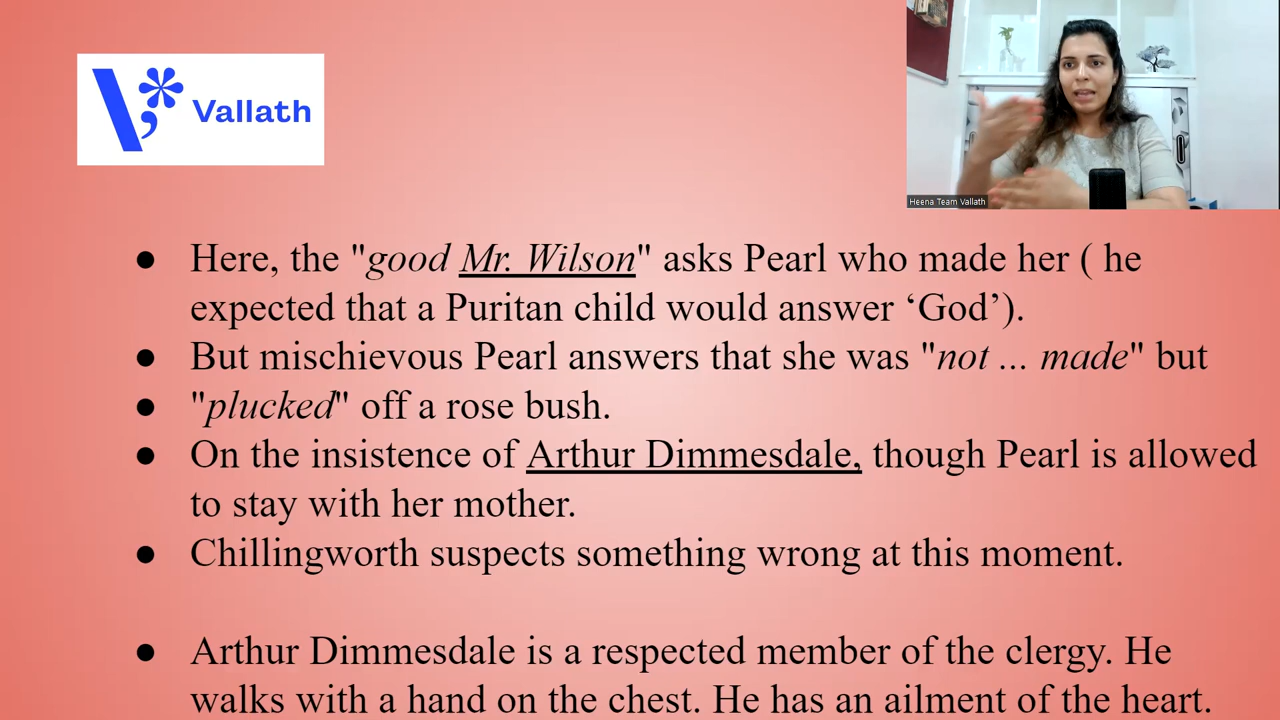 Vallath
Heena Team Vallath
● Here, the "good Mr. Wilson" asks Pearl who made her ( he
expected that a Puritan child would answer ‘God’).
● But mischievous Pearl answers that she was "not ... made" but
● "plucked" off a rose bush.
● On the insistence of Arthur Dimmesdale, though Pearl is allowed
to stay with her mother.
● Chillingworth suspects something wrong at this moment.
● Arthur Dimmesdale is a respected member of the clergy. He
walks with a hand on the chest. He has an ailment of the heart.